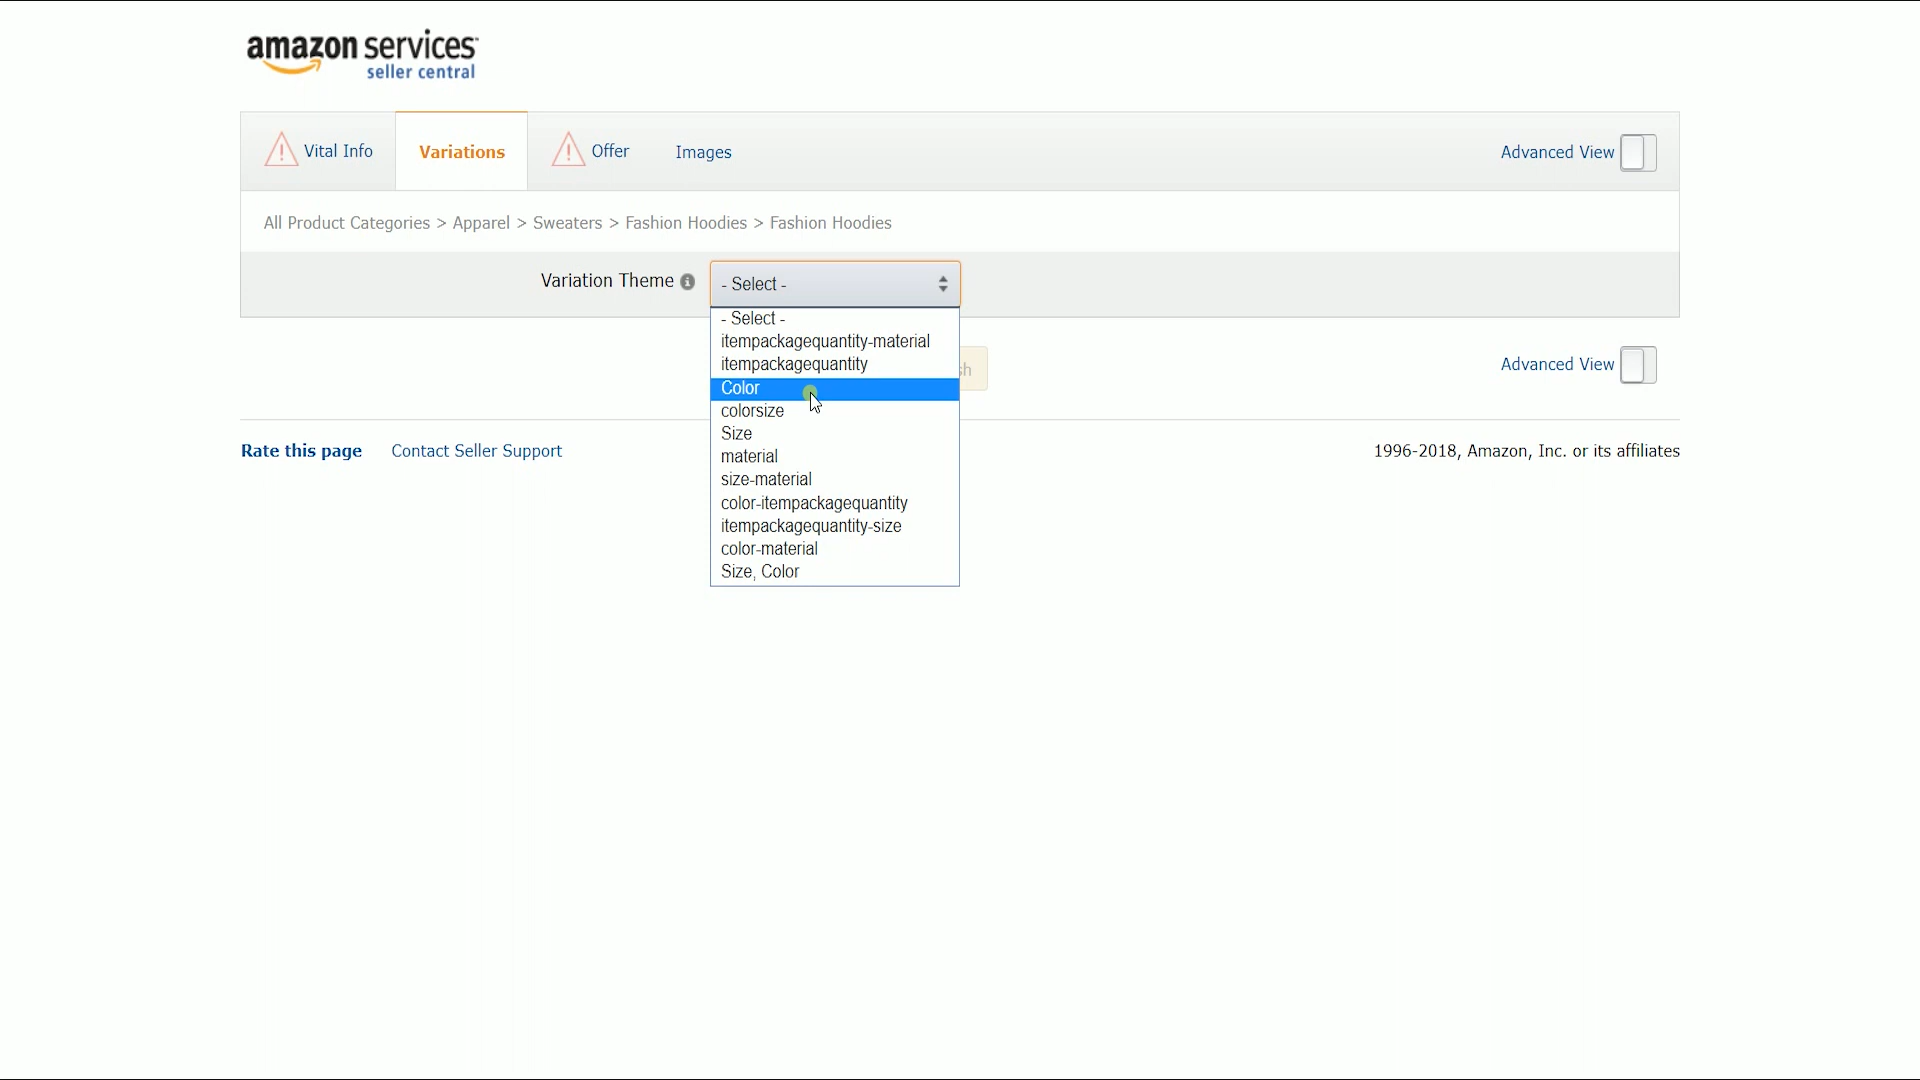 amazon services
seller central
Vital Info
Variations
Offer
Images
Advanced View
All Product Categories > Apparel > Sweaters > Fashion Hoodies > Fashion Hoodies
Variation Theme
- Select -
- Select -
itempackagequantity-material
itempackagequantity
Color
colorsize
Size
material
size-material
color-itempackagequantity
itempackagequantity-size
color-material
Size, Color
Advanced View
Rate this page
Contact Seller Support
1996-2018, Amazon, Inc. or its affiliates